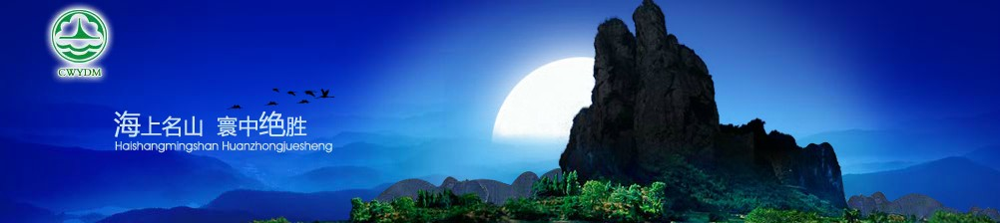 CWYDM
海上名山 寰中绝胜
Haishangmingshan Huanzhongjuesheng